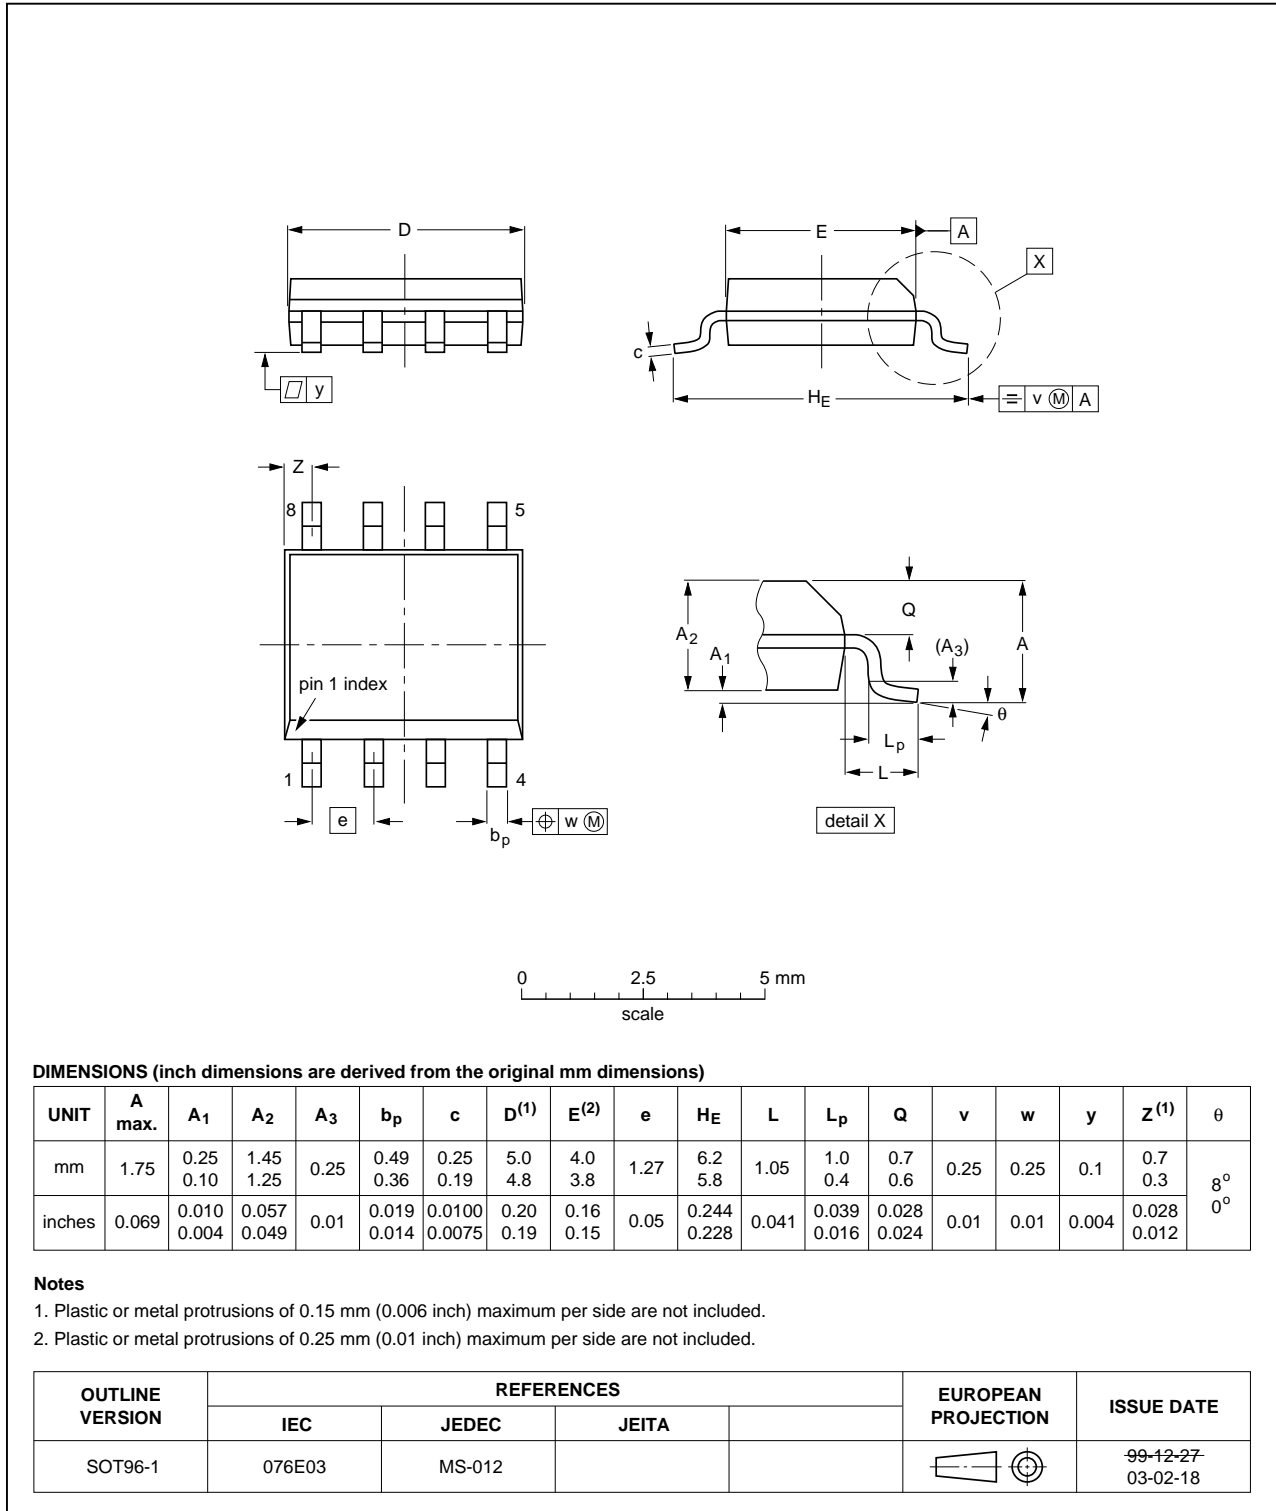 D
E
A
X
c
y
HE
v M A
Z
8
5
pin 1 index
1
4
e
bp
w M
A2
A1
Q
(A3)
A
θ
Lp
L
detail X
0 2.5 5 mm
scale
DIMENSIONS (inch dimensions are derived from the original mm dimensions)
UNIT A max. A1 A2 A3 bp c D(1) E(2) e HE L Lp Q v w y Z(1) θ
mm 1.75 0.25 0.10 1.45 1.25 0.25 0.49 0.36 0.25 0.19 5.0 4.8 4.0 3.8 1.27 6.2 5.8 1.05 1.0 0.4 0.7 0.6 0.25 0.25 0.1 0.7 0.3 8° 0°
inches 0.069 0.010 0.004 0.057 0.049 0.01 0.019 0.014 0.0100 0.0075 0.20 0.19 0.16 0.15 0.05 0.244 0.228 0.041 0.039 0.016 0.028 0.024 0.01 0.01 0.004 0.028 0.012
Notes
1. Plastic or metal protrusions of 0.15 mm (0.006 inch) maximum per side are not included.
2. Plastic or metal protrusions of 0.25 mm (0.01 inch) maximum per side are not included.
OUTLINE VERSION REFERENCES EUROPEAN PROJECTION ISSUE DATE
IEC JEDEC JEITA
SOT96-1 076E03 MS-012 99-12-27
03-02-18